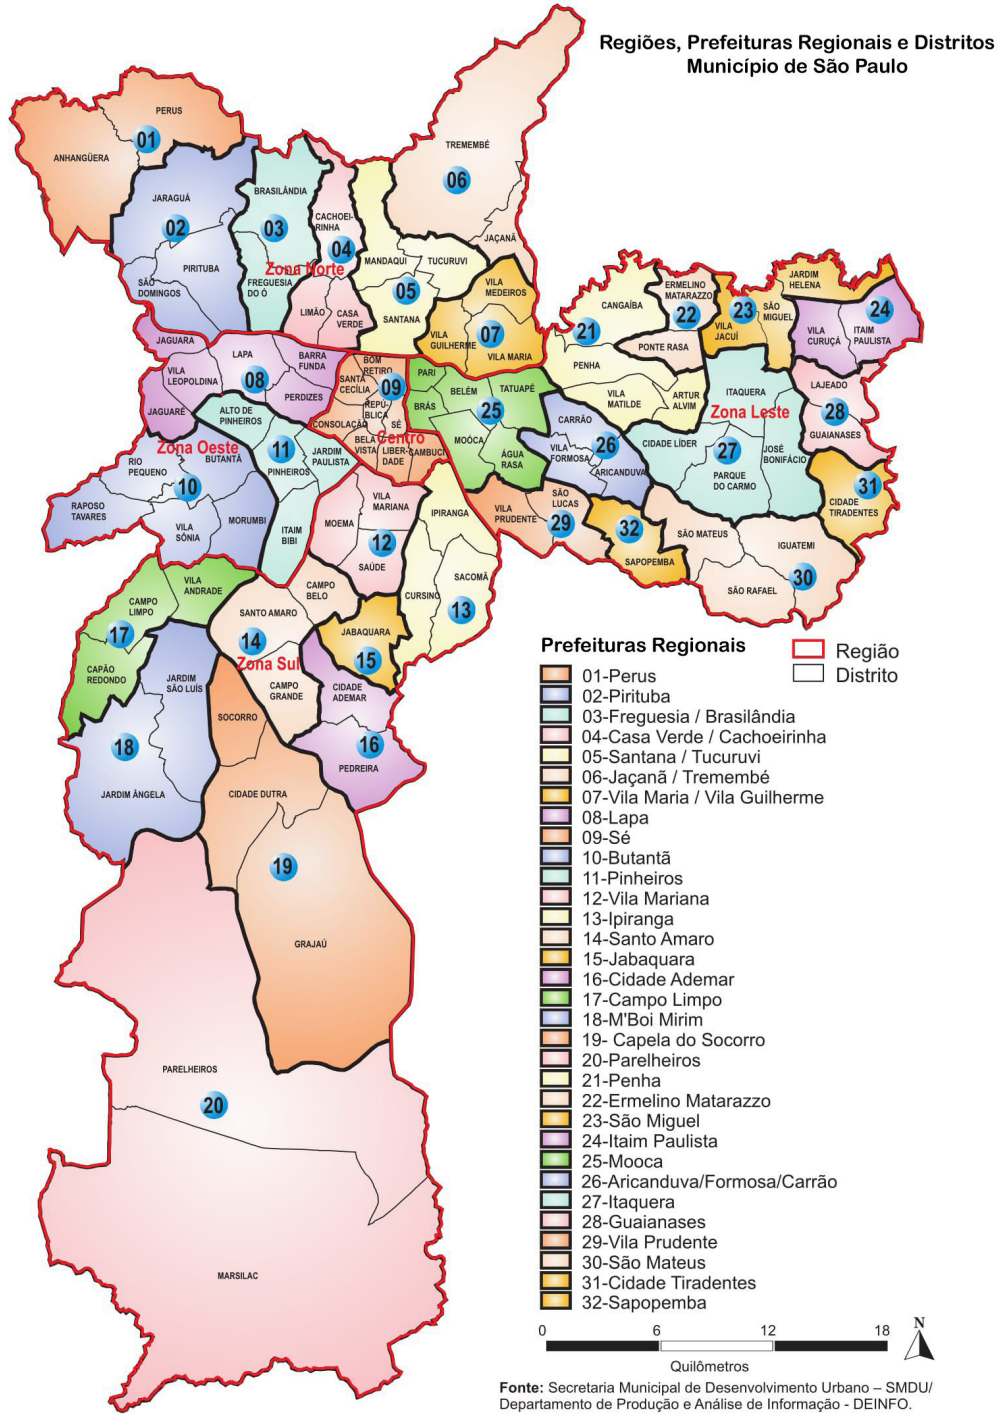 Regiões, Prefeituras Regionais e Distritos
Município de São Paulo
PERUS
01
ANHANGÜERA
TREMEMBÉ
06
JAÇANÃ
JARAGUÁ
02
PIRITUBA
SÃO
DOMINGOS
BRASILÂNDIA
03
FREGUESIA
DO Ó
Zona Norte
CACHOEI-
RINHA
04
LIMÃO
CASA
VERDE
MANDAQUI
TUCURUVI
05
SANTANA
VILA
MEDEIROS
VILA
GUILHERME
07
VILA MARIA
CANGAÍBA
21
PENHA
VILA
MATILDE
ARTUR
ALVIM
ERMELINO
MATARAZZO
22
PONTE RASA
JARDIM
HELENA
23
SÃO
MIGUEL
VILA
JACUÍ
24
VILA
CURUÇÁ
ITAIM
PAULISTA
JAGUARA
LAPA
VILA
LEOPOLDINA
08
BARRA
FUNDA
PERDIZES
JAGUARÉ
BOM
RETIRO
SANTA
CECÍLIA
09
REPÚ-
BLICA
SÉ
CONSOLAÇÃO
Centro
BELA
VISTA
LIBER-
DADE
CAMBUCI
PARI
BELÉM
TATUAPÉ
BRÁS
25
MOÓCA
ÁGUA
RASA
CARRÃO
VILA
FORMOSA
26
ARICANDUVA
ITAQUERA
Zona Leste
CIDADE LÍDER
27
PARQUE
DO CARMO
JOSÉ
BONIFÁCIO
LAJEADO
28
GUAIANASES
31
CIDADE
TIRADENTES
ALTO DE
PINHEIROS
11
PINHEIROS
JARDIM
PAULISTA
ITAIM
BIBI
Zona Oeste
RIO
PEQUENO
BUTANTÃ
10
RAPOSO
TAVARES
VILA
SÔNIA
MORUMBI
VILA
MARIANA
MOEMA
12
SAÚDE
IPIRANGA
SACOMÃ
CURSINO
13
VILA
PRUDENTE
SÃO
LUCAS
29
32
SAPOPEMBA
SÃO MATEUS
IGUATEMI
30
SÃO RAFAEL
VILA
ANDRADE
CAMPO
LIMPO
17
CAPÃO
REDONDO
CAMPO
BELO
SANTO AMARO
14
Zona Sul
CAMPO
GRANDE
JABAQUARA
15
CIDADE
ADEMAR
16
PEDREIRA
JARDIM
SÃO LUÍS
18
JARDIM ÂNGELA
SOCORRO
CIDADE DUTRA
19
GRAJAÚ
PARELHEIROS
20
MARSILAC
Prefeituras Regionais
Região
Distrito
01-Perus
02-Pirituba
03-Freguesia / Brasilândia
04-Casa Verde / Cachoeirinha
05-Santana / Tucuruvi
06-Jaçanã / Tremembé
07-Vila Maria / Vila Guilherme
08-Lapa
09-Sé
10-Butantã
11-Pinheiros
12-Vila Mariana
13-Ipiranga
14-Santo Amaro
15-Jabaquara
16-Cidade Ademar
17-Campo Limpo
18-M'Boi Mirim
19- Capela do Socorro
20-Parelheiros
21-Penha
22-Ermelino Matarazzo
23-São Miguel
24-Itaim Paulista
25-Mooca
26-Aricanduva/Formosa/Carrão
27-Itaquera
28-Guaianases
29-Vila Prudente
30-São Mateus
31-Cidade Tiradentes
32-Sapopemba
0 6 12 18
N
Quilômetros
Fonte: Secretaria Municipal de Desenvolvimento Urbano – SMDU/
Departamento de Produção e Análise de Informação - DEINFO.